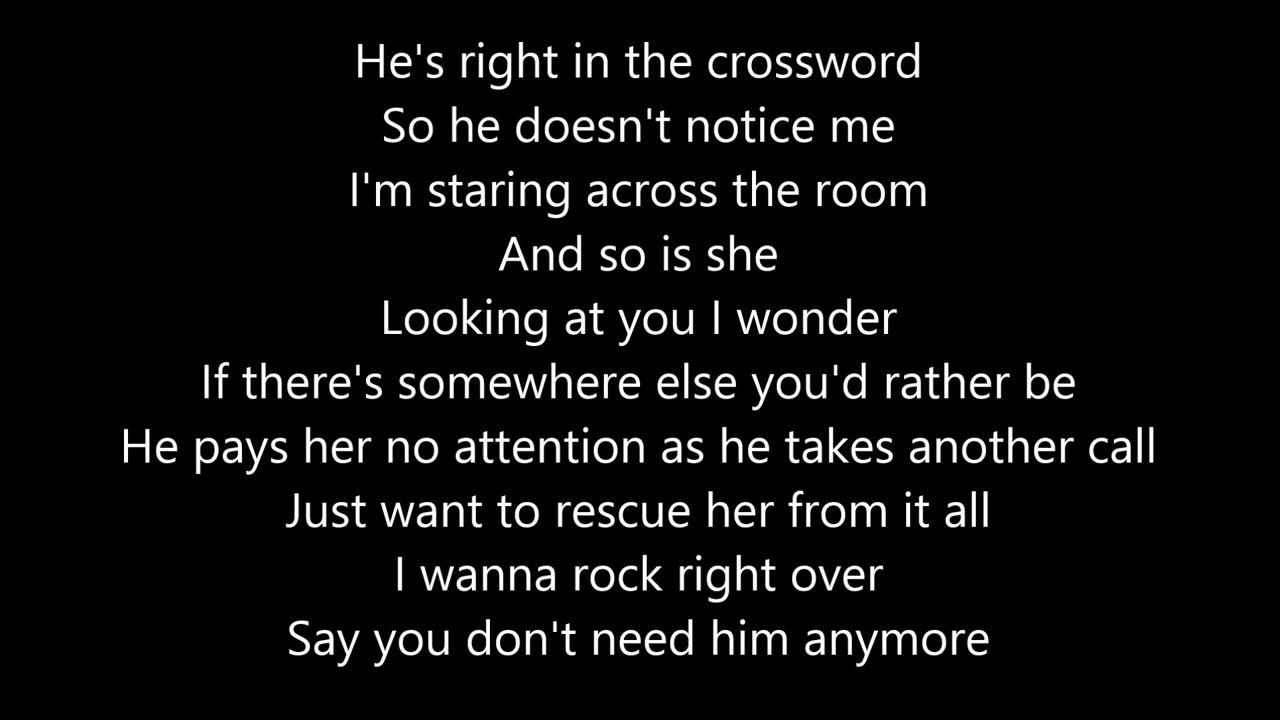 He's right in the crossword
So he doesn't notice me
I'm staring across the room
And so is she
Looking at you I wonder
If there's somewhere else you'd rather be
He pays her no attention as he takes another call
Just want to rescue her from it all
I wanna rock right over
Say you don't need him anymore